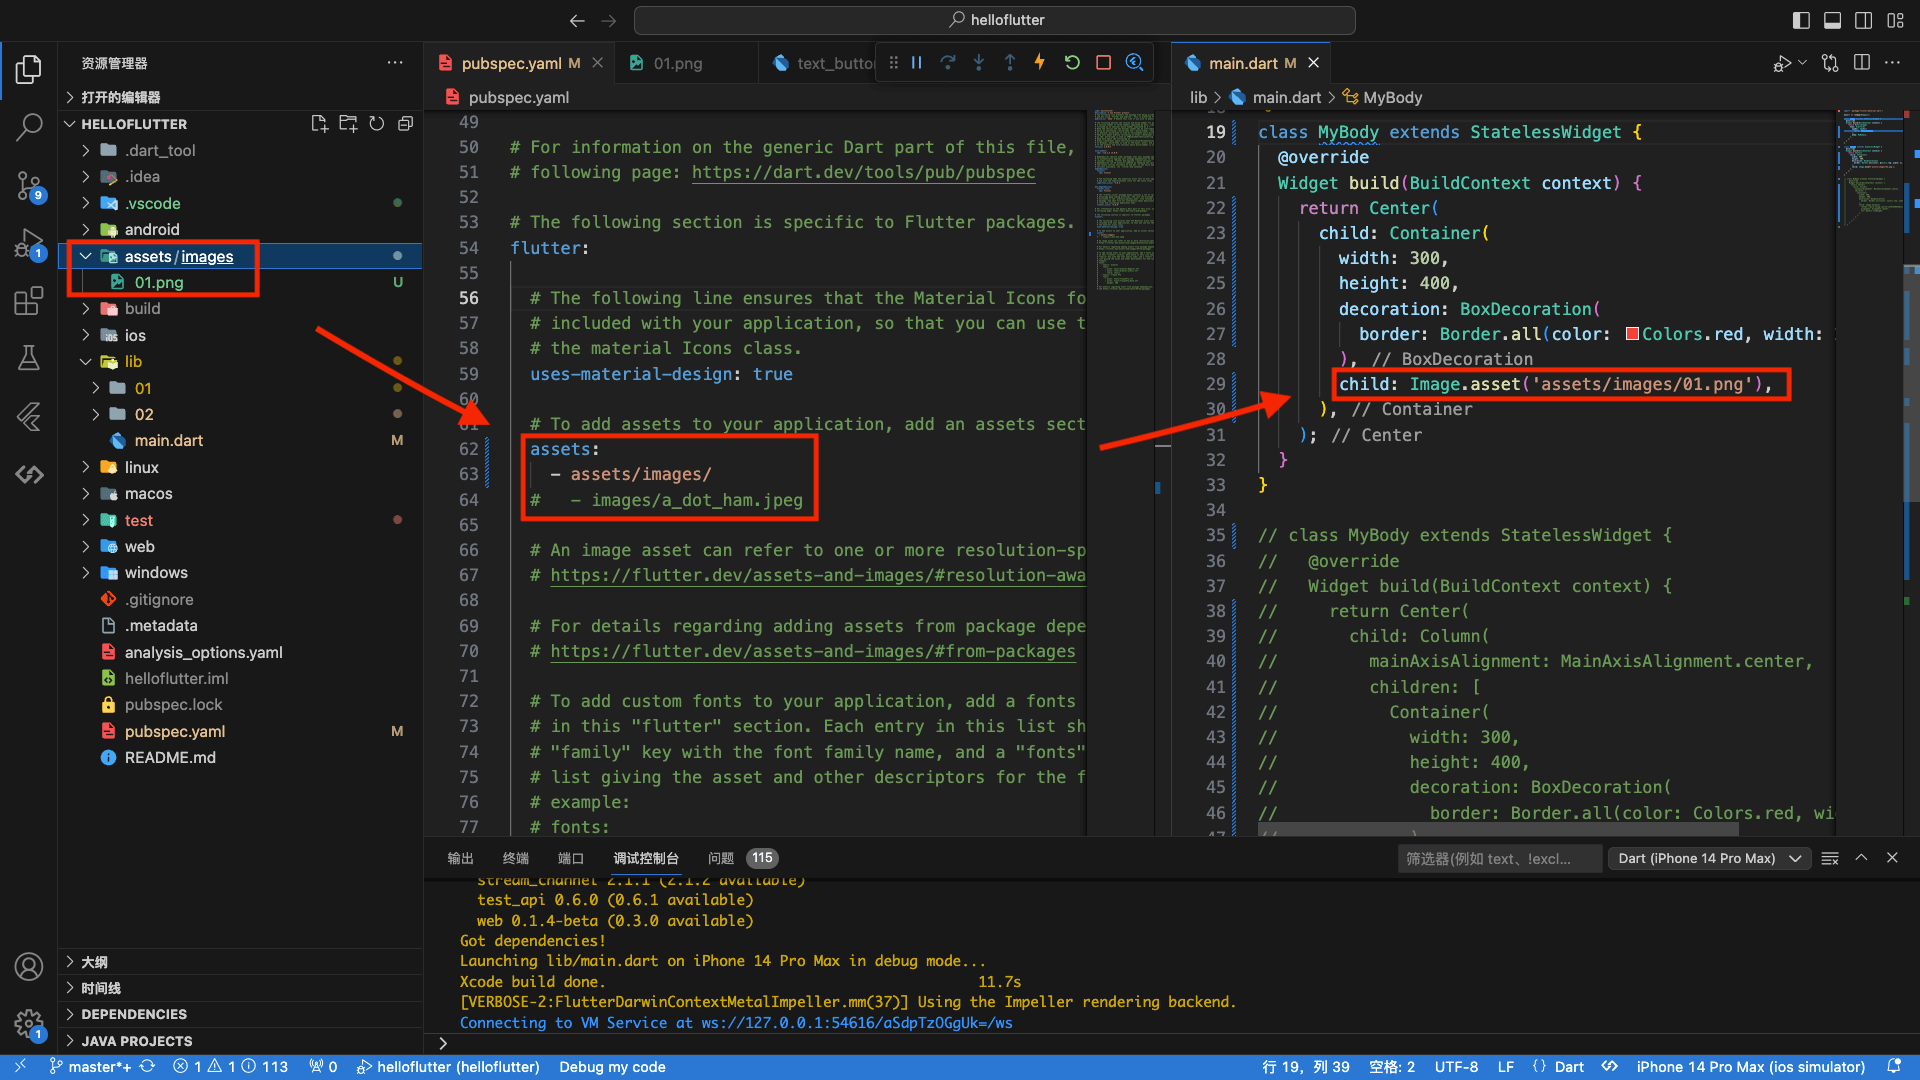 helloflutter
资源管理器
打开的编辑器
HELLOFLUTTER
.dart_tool
.idea
.vscode
android
assets/images
01.png U
build
ios
lib
01
02
main.dart M
linux
macos
test
web
windows
.gitignore
.metadata
analysis_options.yaml
helloflutter.iml
pubspec.lock
pubspec.yaml M
README.md
大纲
时间线
DEPENDENCIES
JAVA PROJECTS
9
1
1
pubspec.yaml M
01.png
text_butto
pubspec.yaml
49
50 # For information on the generic Dart part of this file,
51 # following page: https://dart.dev/tools/pub/pubspec
52
53 # The following section is specific to Flutter packages.
54 flutter:
55
56 # The following line ensures that the Material Icons fo
57 # included with your application, so that you can use t
58 # the material Icons class.
59 uses-material-design: true
60
61 # To add assets to your application, add an assets sect
62 assets:
63 - assets/images/
64 # - images/a_dot_ham.jpeg
65
66 # An image asset can refer to one or more resolution-sp
67 # https://flutter.dev/assets-and-images/#resolution-awa
68
69 # For details regarding adding assets from package depe
70 # https://flutter.dev/assets-and-images/#from-packages
71
72 # To add custom fonts to your application, add a fonts
73 # in this "flutter" section. Each entry in this list sh
74 # "family" key with the font family name, and a "fonts"
75 # list giving the asset and other descriptors for the f
76 # example:
77 # fonts:
main.dart M
lib > main.dart > MyBody
19 class MyBody extends StatelessWidget {
20 @override
21 Widget build(BuildContext context) {
22 return Center(
23 child: Container(
24 width: 300,
25 height: 400,
26 decoration: BoxDecoration(
27 border: Border.all(color: Colors.red, width:
28 ), // BoxDecoration
29 child: Image.asset('assets/images/01.png'),
30 ), // Container
31 ); // Center
32 }
33 }
34
35 // class MyBody extends StatelessWidget {
36 // @override
37 // Widget build(BuildContext context) {
38 // return Center(
39 // child: Column(
40 // mainAxisAlignment: MainAxisAlignment.center,
41 // children: [
42 // Container(
43 // width: 300,
44 // height: 400,
45 // decoration: BoxDecoration(
46 // border: Border.all(color: Colors.red, wi
47 // )
输出 终端 端口 调试控制台 问题 115
筛选器(例如 text、!excl...
Dart (iPhone 14 Pro Max)
stream_channel 2.1.1 (2.1.2 available)
test_api 0.6.0 (0.6.1 available)
web 0.1.4-beta (0.3.0 available)
Got dependencies!
Launching lib/main.dart on iPhone 14 Pro Max in debug mode...
Xcode build done. 11.7s
[VERBOSE-2:FlutterDarwinContextMetalImpeller.mm(37)] Using the Impeller rendering backend.
Connecting to VM Service at ws://127.0.0.1:54616/aSdpTzOGgUk=/ws
master*+ 1 1 113 0 helloflutter (helloflutter) Debug my code 行 19，列 39 空格: 2 UTF-8 LF {} Dart iPhone 14 Pro Max (ios simulator)